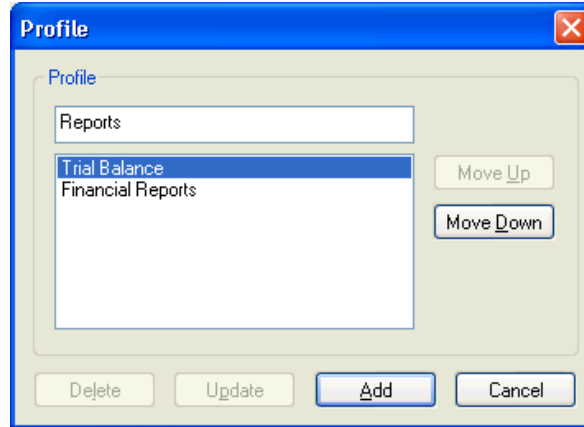 Profile
Profile
Reports
Trial Balance
Financial Reports
Move Up
Move Down
Delete
Update
Add
Cancel